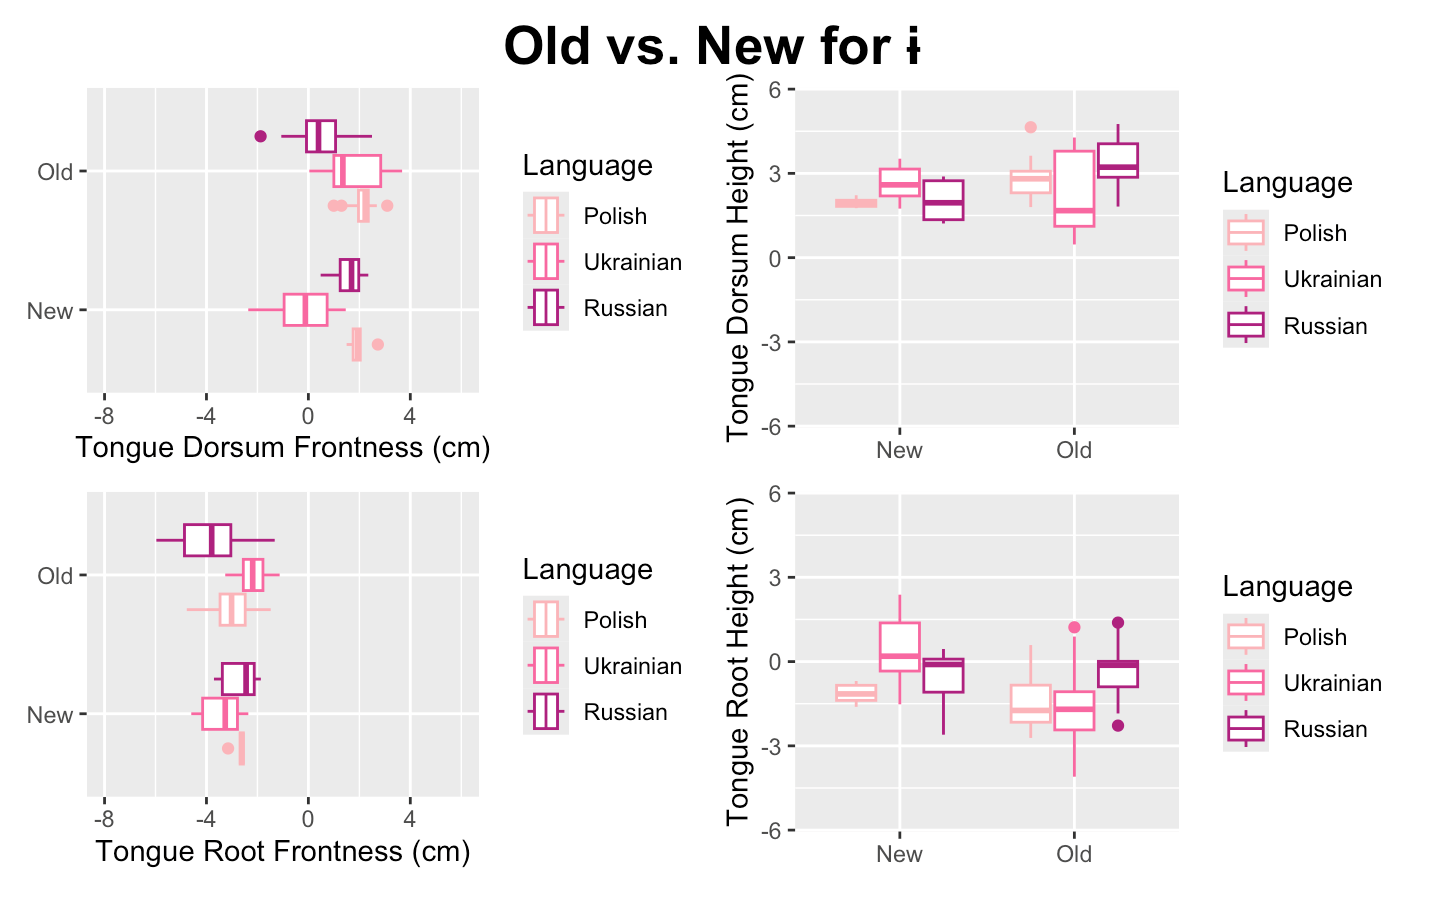 Old vs. New for ɨ
Old
New
-8
-4
0
4
Tongue Dorsum Frontness (cm)
Language
Polish
Ukrainian
Russian
Tongue Dorsum Height (cm)
6
3
0
-3
-6
New
Old
Language
Polish
Ukrainian
Russian
Old
New
-8
-4
0
4
Tongue Root Frontness (cm)
Language
Polish
Ukrainian
Russian
Tongue Root Height (cm)
6
3
0
-3
-6
New
Old
Language
Polish
Ukrainian
Russian